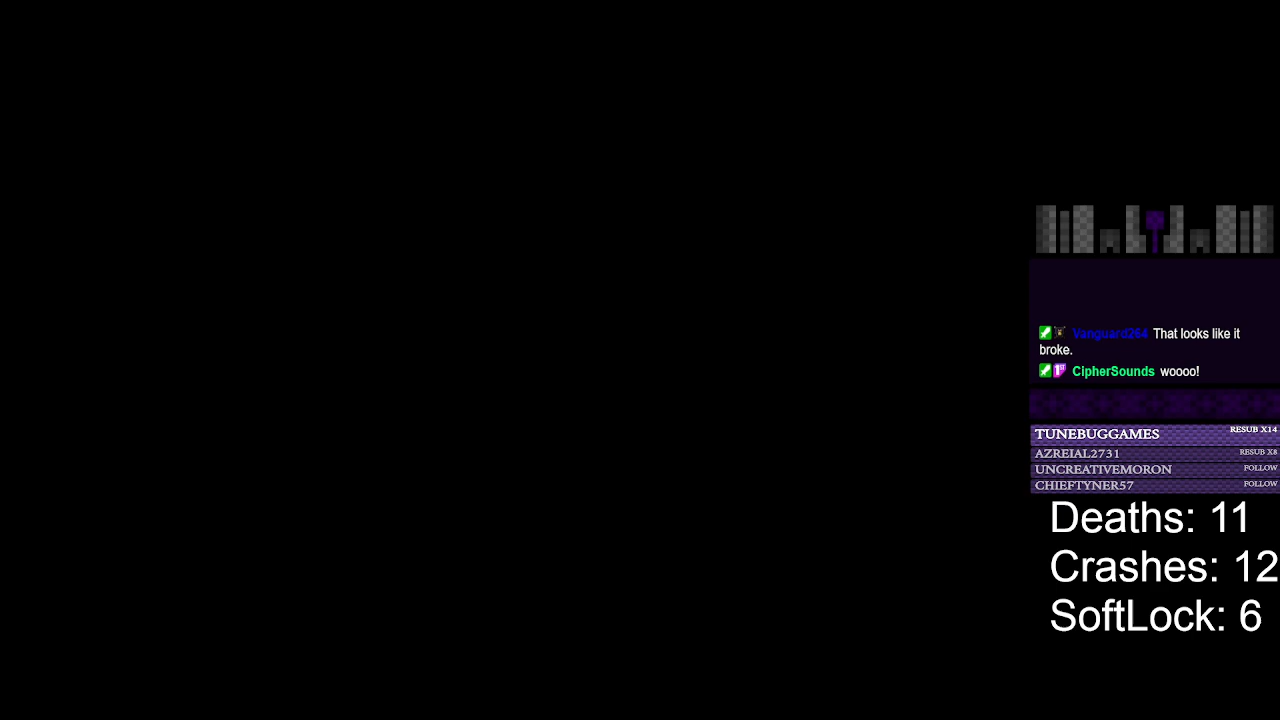 Vanguard264 That looks like it
broke.
CipherSounds woooo!
TUNEBUGGAMES RESUB X14
AZREIAL2731 RESUB X8
UNCREATIVEMORON FOLLOW
CHIEFTYNER57 FOLLOW
Deaths: 11
Crashes: 12
SoftLock: 6